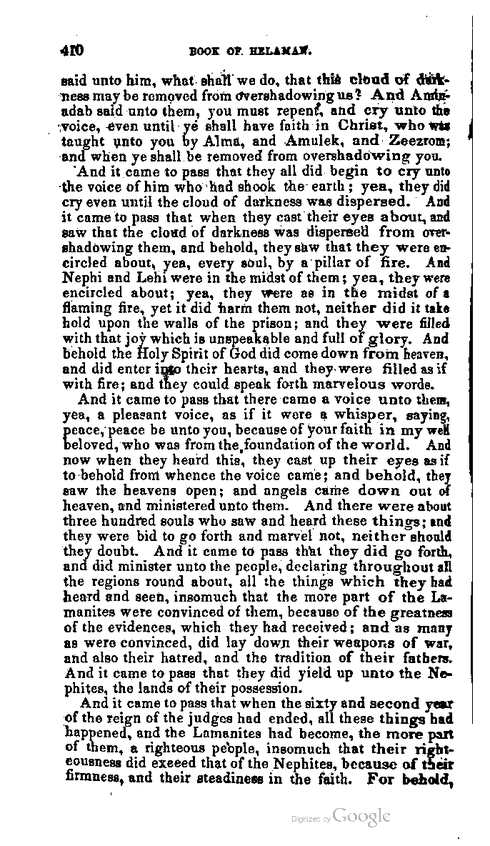 410 BOOK OF HELAMAN.
said unto him, what shall we do, that this cloud of dark-
ness may be removed from overshadowing us? And Amin-
adab said unto them, you must repent, and cry unto the
voice, even until ye shall have faith in Christ, who was
taught unto you by Alma, and Amulek, and Zeezrom;
and when ye shall be removed from overshadowing you.
And it came to pass that they all did begin to cry unto
the voice of him who had shook the earth; yea, they did
cry even until the cloud of darkness was dispersed. And
it came to pass that when they cast their eyes about, and
saw that the cloud of darkness was dispersed from over-
shadowing them, and behold, they saw that they were en-
circled about, yea, every soul, by a pillar of fire. And
Nephi and Lehi were in the midst of them; yea, they were
encircled about; yea, they were as in the midst of a
flaming fire, yet it did harm them not, neither did it take
hold upon the walls of the prison; and they were filled
with that joy which is unspeakable and full of glory. And
behold the Holy Spirit of God did come down from heaven,
and did enter into their hearts, and they were filled as if
with fire; and they could speak forth marvelous words.
And it came to pass that there came a voice unto them,
yea, a pleasant voice, as if it were a whisper, saying,
peace, peace be unto you, because of your faith in my well
beloved, who was from the foundation of the world. And
now when they heard this, they cast up their eyes as if
to behold from whence the voice came; and behold, they
saw the heavens open; and angels came down out of
heaven, and ministered unto them. And there were about
three hundred souls who saw and heard these things; and
they were bid to go forth and marvel not, neither should
they doubt. And it came to pass that they did go forth,
and did minister unto the people, declaring throughout all
the regions round about, all the things which they had
heard and seen, insomuch that the more part of the La-
manites were convinced of them, because of the greatness
of the evidences, which they had received; and as many
as were convinced, did lay down their weapons of war,
and also their hatred, and the tradition of their fathers.
And it came to pass that they did yield up unto the Ne-
phites, the lands of their possession.
And it came to pass that when the sixty and second year
of the reign of the judges had ended, all these things had
happened, and the Lamanites had become, the more part
of them, a righteous people, insomuch that their right-
eousness did exceed that of the Nephites, because of their
firmness, and their steadiness in the faith. For behold,
Digitized by Google